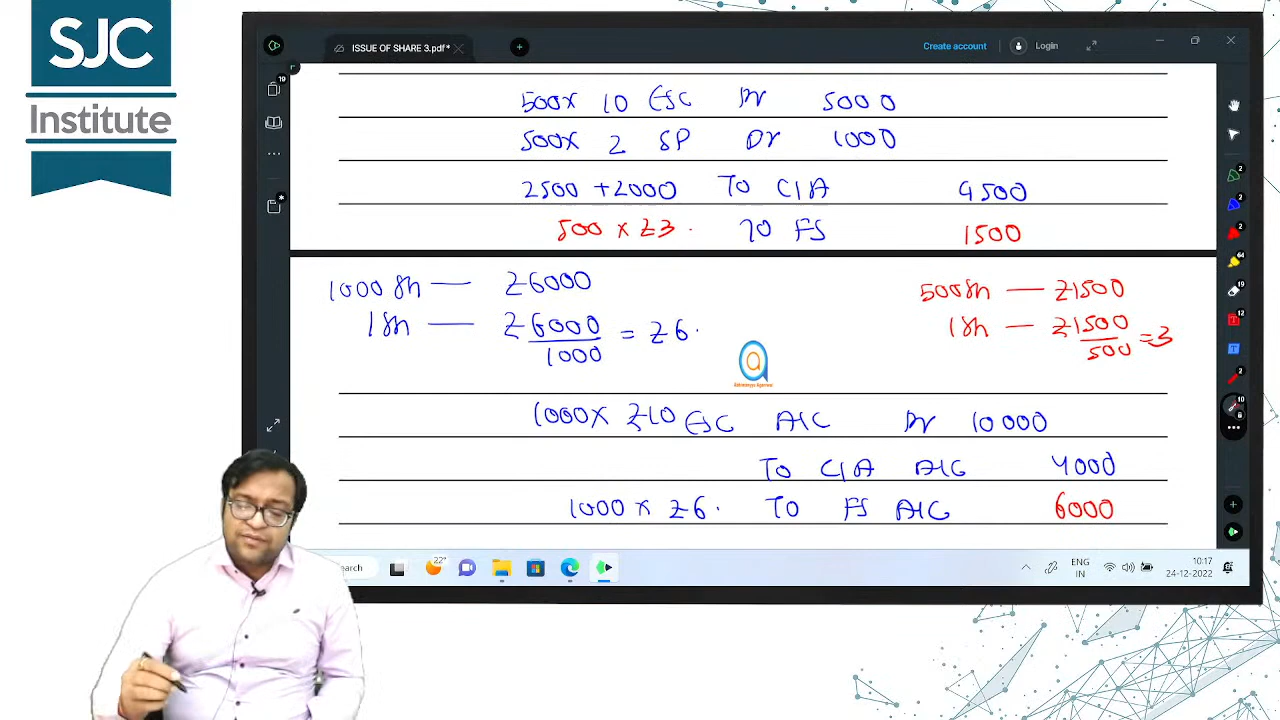 SJC
Institute
ISSUE OF SHARE 3.pdf*
Create account
Login
500x 10 ESC Dr 5000
500x 2 SP Dr 1000
2500 +2000 To C/A 4500
500 x ₹3. To FS 1500
1000 Sh — ₹6000
1 Sh — ₹6000/1000 = ₹6.
500 Sh — ₹1500
1 Sh — ₹1500/500 = 3
1000x ₹10 ESC A/C Dr 10000
To C/A A/C 4000
1000 x ₹6. To FS A/C 6000
earch
22°
ENG
IN
10:17
24-12-2022